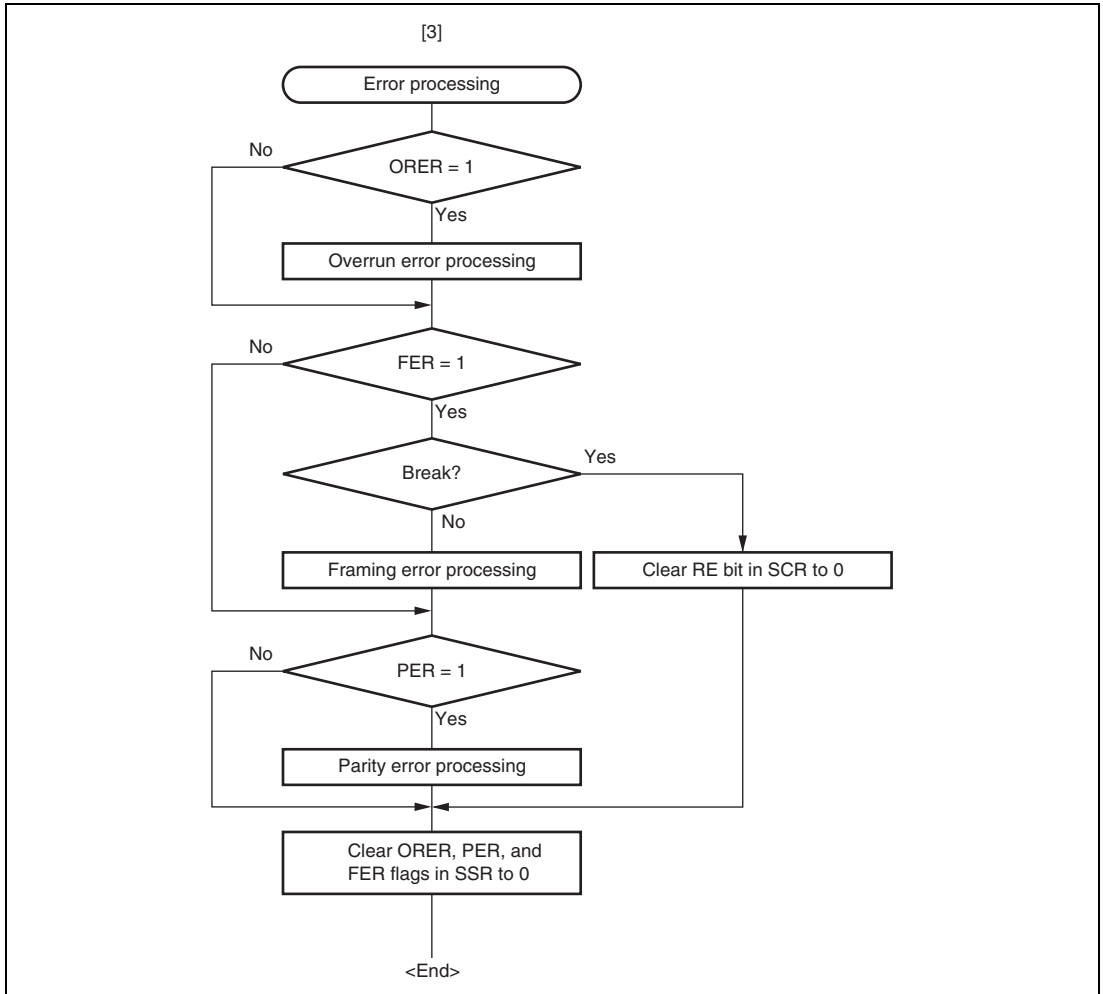 [3]
Error processing
No
ORER = 1
Yes
Overrun error processing
No
FER = 1
Yes
Break?
Yes
No
Framing error processing
Clear RE bit in SCR to 0
No
PER = 1
Yes
Parity error processing
Clear ORER, PER, and
FER flags in SSR to 0
<End>